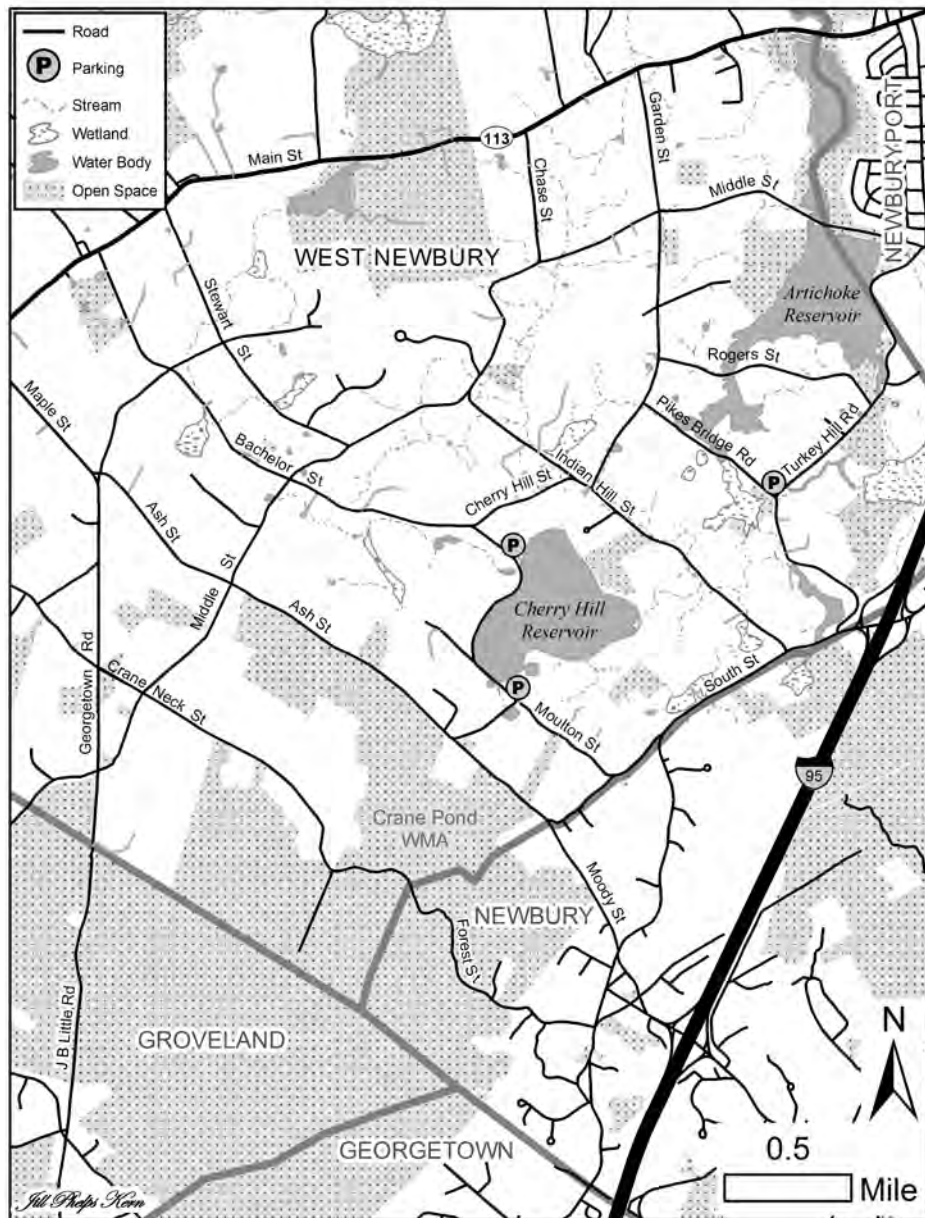 Road
P
Parking
Stream
Wetland
Water Body
Open Space
113
Main St
Chase St
Garden St
Middle St
NEWBURYPORT
WEST NEWBURY
Stewart St
Artichoke
Reservoir
Rogers St
Maple St
Pikes Bridge Rd
Turkey Hill Rd
P
Bachelor St
Indian Hill St
Cherry Hill St
Ash St
P
Middle St
Ash St
Cherry Hill
Reservoir
Georgetown Rd
Crane Neck St
P
South St
Moulton St
95
Crane Pond
WMA
Moody St
NEWBURY
Forest St
J B Little Rd
GROVELAND
N
GEORGETOWN
0.5
Mile
Jill Phelps Kern